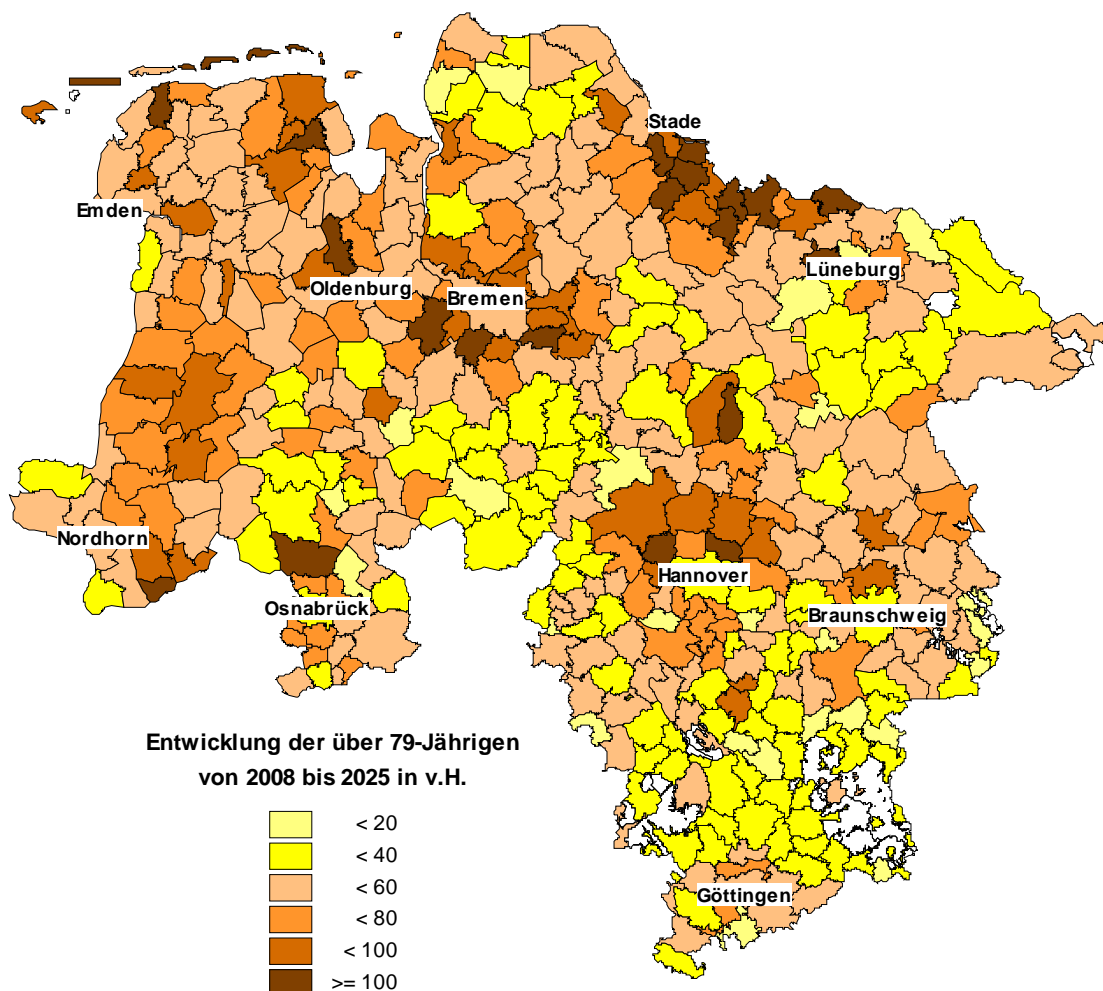 Stade
Emden
Lüneburg
Oldenburg
Bremen
Nordhorn
Hannover
Osnabrück
Braunschweig
Entwicklung der über 79-Jährigen
von 2008 bis 2025 in v.H.
< 20
< 40
< 60
< 80
Göttingen
< 100
>= 100